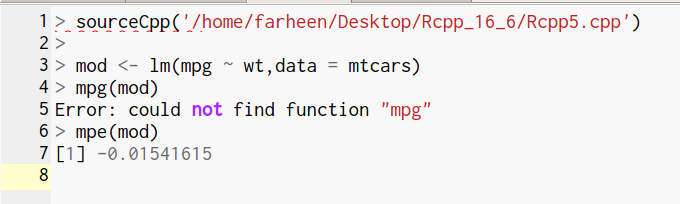 1 > sourceCpp('/home/farheen/Desktop/Rcpp_16_6/Rcpp5.cpp')
2 >
3 > mod <- lm(mpg ~ wt,data = mtcars)
4 > mpg(mod)
5 Error: could not find function "mpg"
6 > mpe(mod)
7 [1] -0.01541615
8